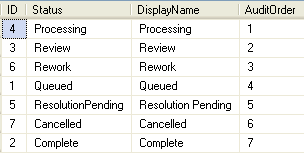 ID Status DisplayName AuditOrder
4 Processing Processing 1
3 Review Review 2
6 Rework Rework 3
1 Queued Queued 4
5 ResolutionPending Resolution Pending 5
7 Cancelled Cancelled 6
2 Complete Complete 7